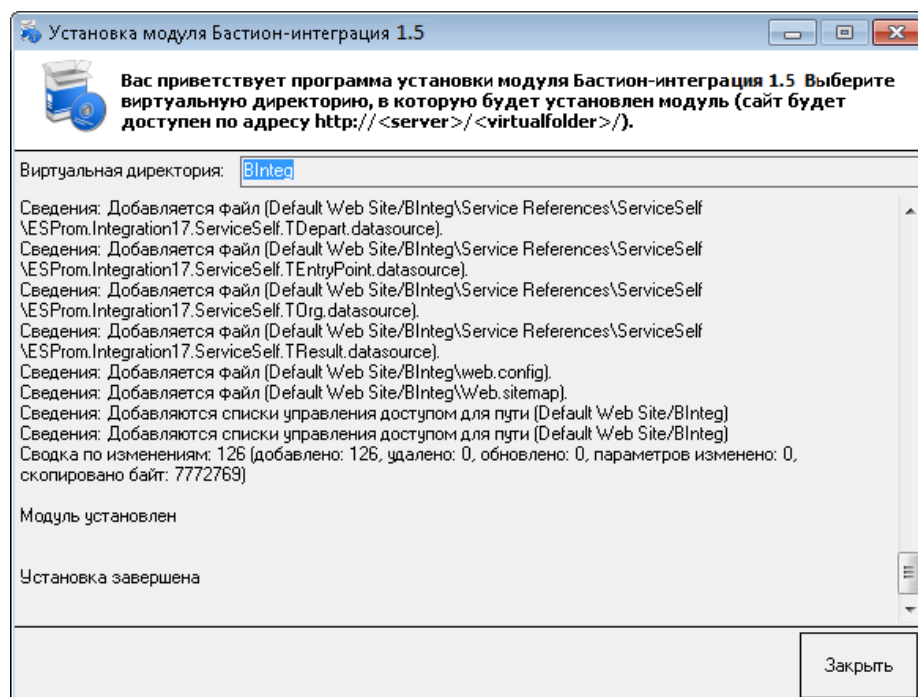 Установка модуля Бастион-интеграция 1.5
Вас приветствует программа установки модуля Бастион-интеграция 1.5 Выберите
виртуальную директорию, в которую будет установлен модуль (сайт будет
доступен по адресу http://<server>/<virtualfolder>/).
Виртуальная директория: BInteg
Сведения: Добавляется файл (Default Web Site/BInteg\Service References\ServiceSelf
\ESProm.Integration17.ServiceSelf.TDepart.datasource).
Сведения: Добавляется файл (Default Web Site/BInteg\Service References\ServiceSelf
\ESProm.Integration17.ServiceSelf.TEntryPoint.datasource).
Сведения: Добавляется файл (Default Web Site/BInteg\Service References\ServiceSelf
\ESProm.Integration17.ServiceSelf.TOrg.datasource).
Сведения: Добавляется файл (Default Web Site/BInteg\Service References\ServiceSelf
\ESProm.Integration17.ServiceSelf.TResult.datasource).
Сведения: Добавляется файл (Default Web Site/BInteg\web.config).
Сведения: Добавляется файл (Default Web Site/BInteg\Web.sitemap).
Сведения: Добавляются списки управления доступом для пути (Default Web Site/BInteg)
Сведения: Добавляются списки управления доступом для пути (Default Web Site/BInteg)
Сводка по изменениям: 126 (добавлено: 126, удалено: 0, обновлено: 0, параметров изменено: 0,
скопировано байт: 7772769)
Модуль установлен
Установка завершена
Закрыть